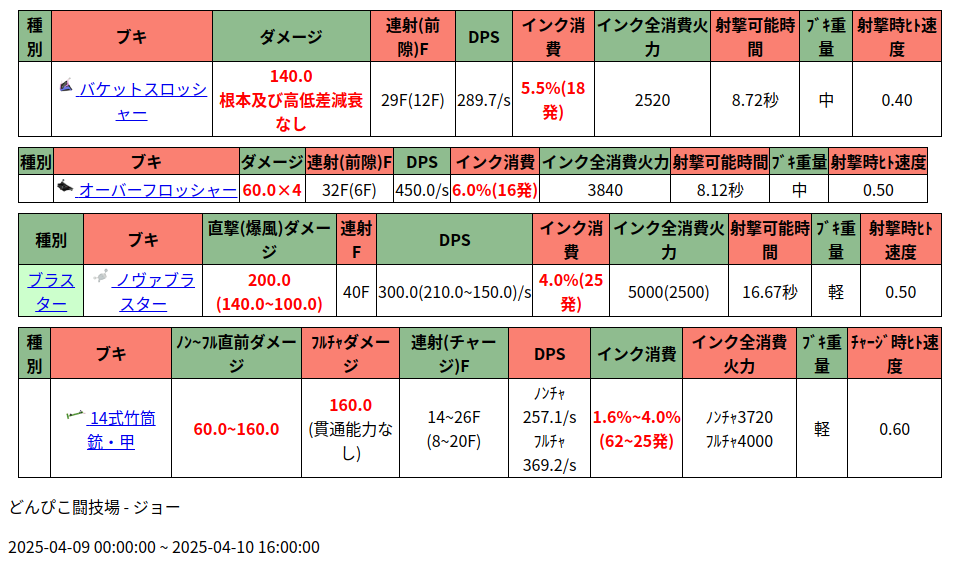 種別 ブキ ダメージ 連射(前隙)F DPS インク消費 インク全消費火力 射撃可能時間 ﾌﾞｷ重量 射撃時ﾋﾄ速度
バケットスロッシャー 140.0 根本及び高低差減衰なし 29F(12F) 289.7/s 5.5%(18発) 2520 8.72秒 中 0.40
種別 ブキ ダメージ 連射(前隙)F DPS インク消費 インク全消費火力 射撃可能時間 ﾌﾞｷ重量 射撃時ﾋﾄ速度
オーバーフロッシャー 60.0×4 32F(6F) 450.0/s 6.0%(16発) 3840 8.12秒 中 0.50
種別 ブキ 直撃(爆風)ダメージ 連射F DPS インク消費 インク全消費火力 射撃可能時間 ﾌﾞｷ重量 射撃時ﾋﾄ速度
ブラスター ノヴァブラスター 200.0 (140.0~100.0) 40F 300.0(210.0~150.0)/s 4.0%(25発) 5000(2500) 16.67秒 軽 0.50
種別 ブキ ﾉﾝ~ﾌﾙ直前ダメージ ﾌﾙﾁｬダメージ 連射(チャージ)F DPS インク消費 インク全消費火力 ﾌﾞｷ重量 ﾁｬｰｼﾞ時ﾋﾄ速度
14式竹筒銃・甲 60.0~160.0 160.0 (貫通能力なし) 14~26F (8~20F) ﾉﾝﾁｬ 257.1/s ﾌﾙﾁｬ 369.2/s 1.6%~4.0% (62~25発) ﾉﾝﾁｬ3720 ﾌﾙﾁｬ4000 軽 0.60
どんぴこ闘技場 - ジョー
2025-04-09 00:00:00 ~ 2025-04-10 16:00:00